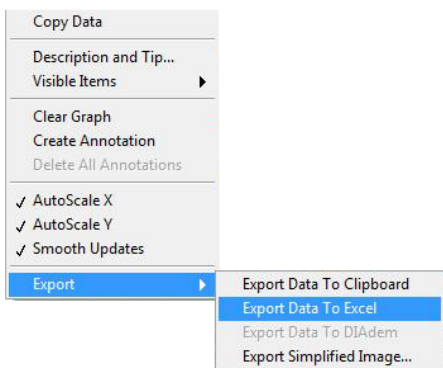 Copy Data
Description and Tip...
Visible Items
Clear Graph
Create Annotation
Delete All Annotations
AutoScale X
AutoScale Y
Smooth Updates
Export
Export Data To Clipboard
Export Data To Excel
Export Data To DIAdem
Export Simplified Image...